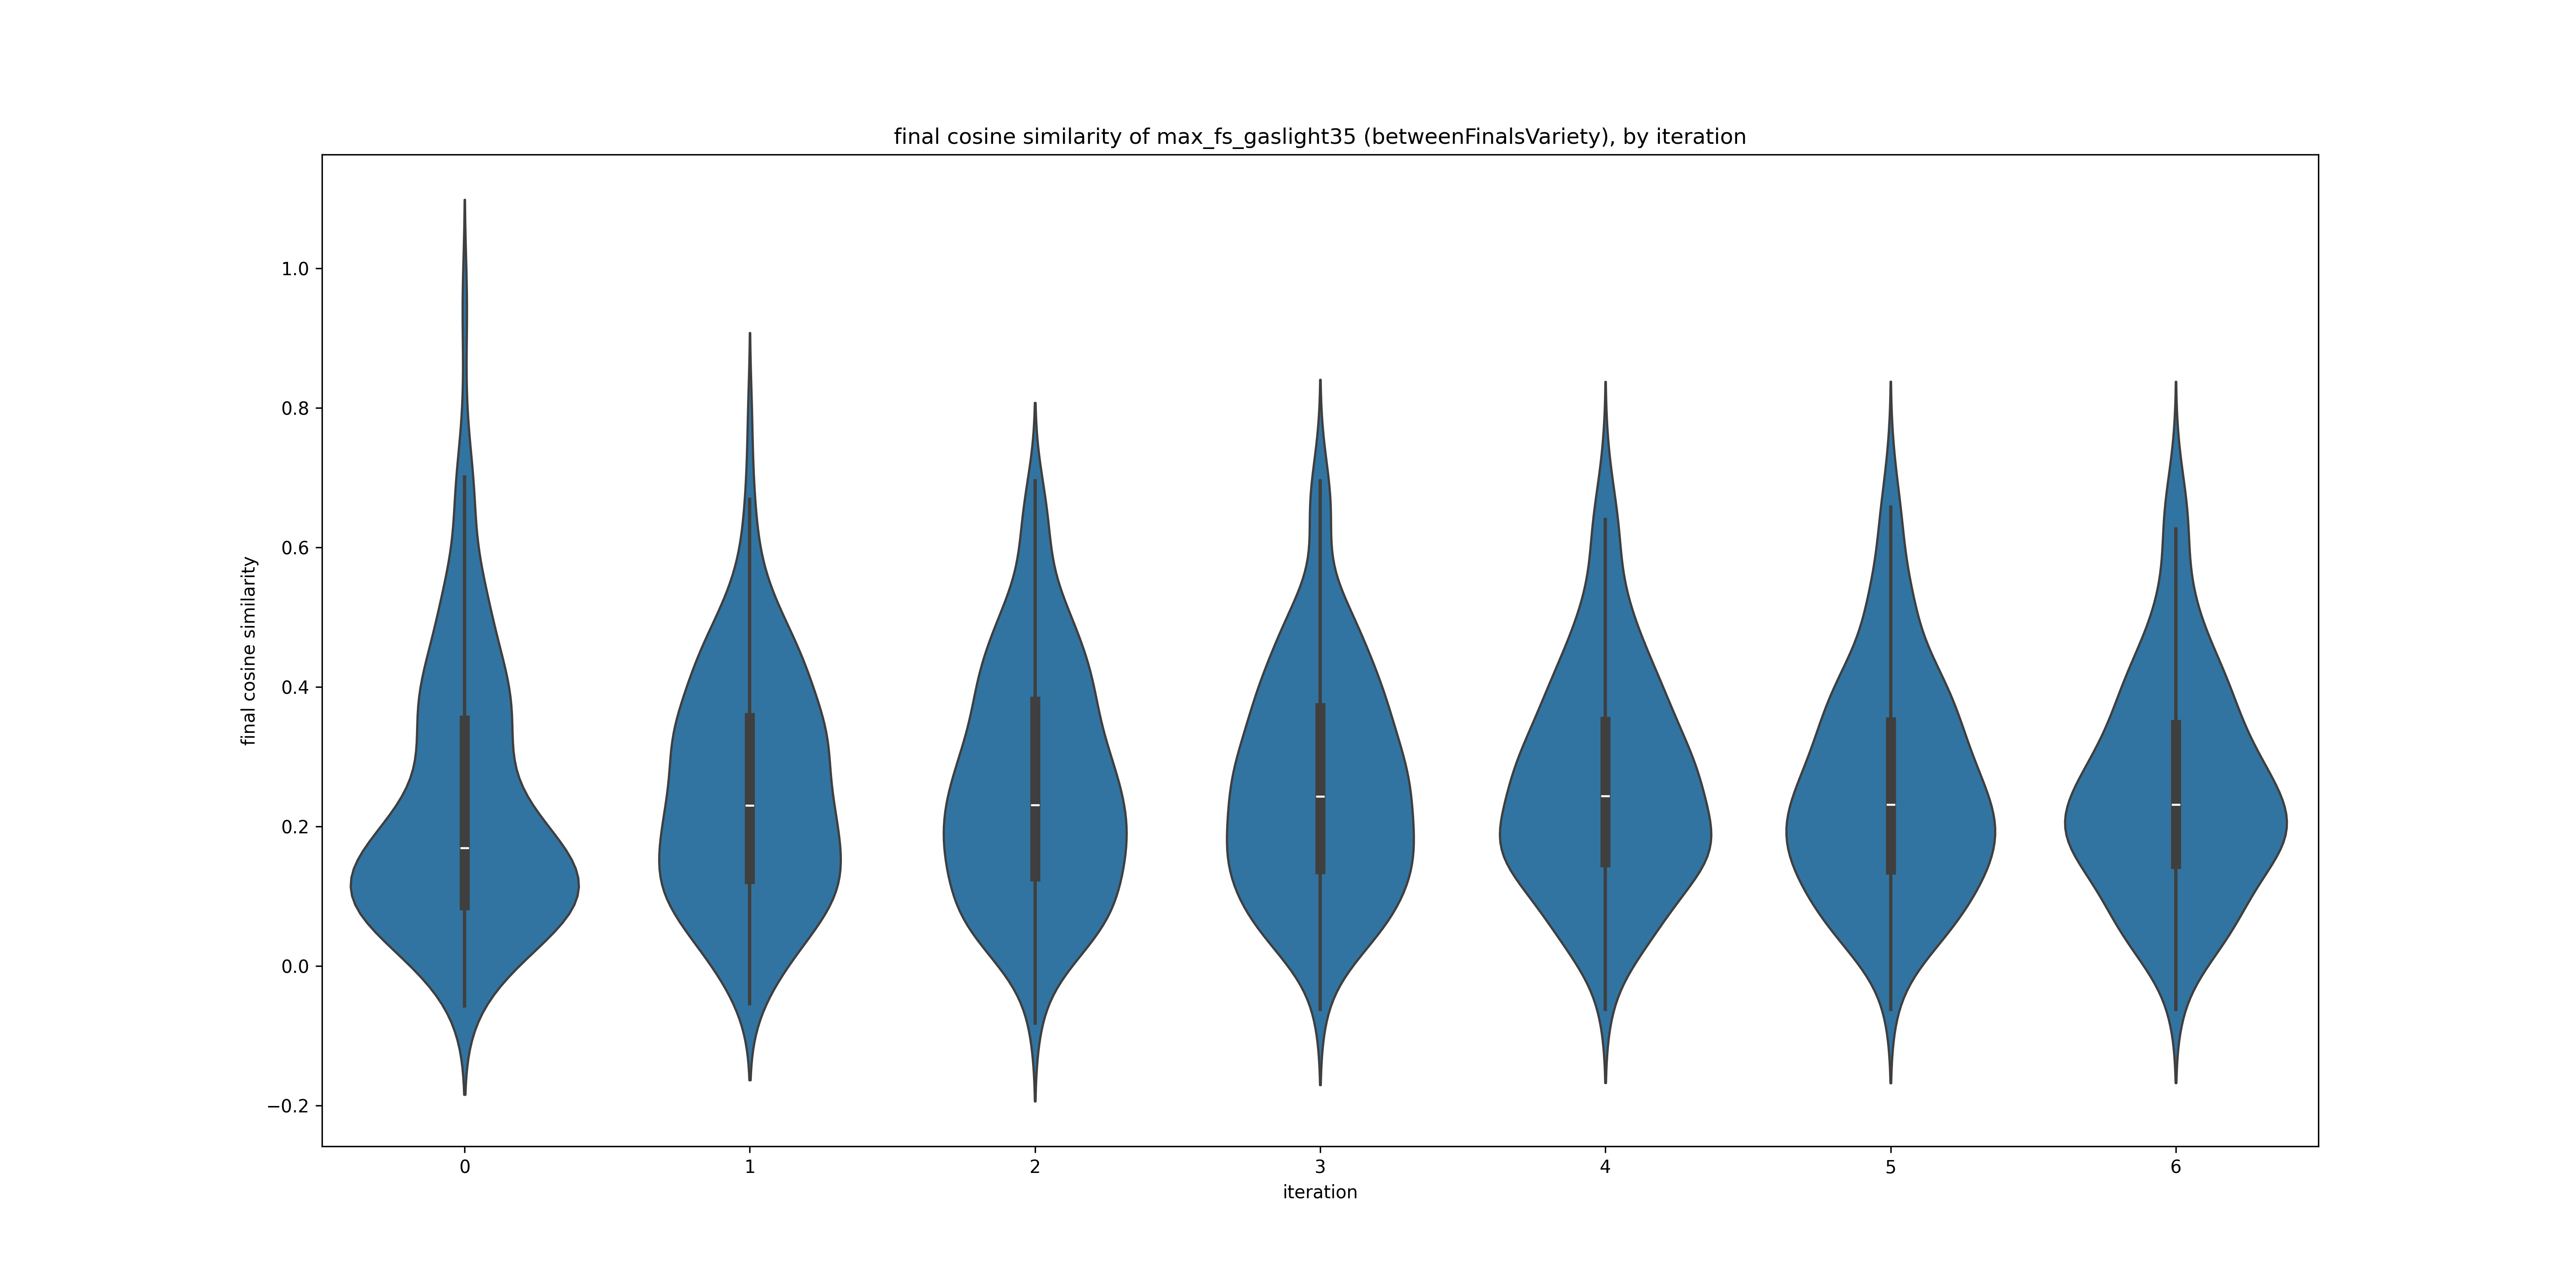 final cosine similarity of max_fs_gaslight35 (betweenFinalsVariety), by iteration
final cosine similarity
1.0
0.8
0.6
0.4
0.2
0.0
−0.2
0 1 2 3 4 5 6
iteration